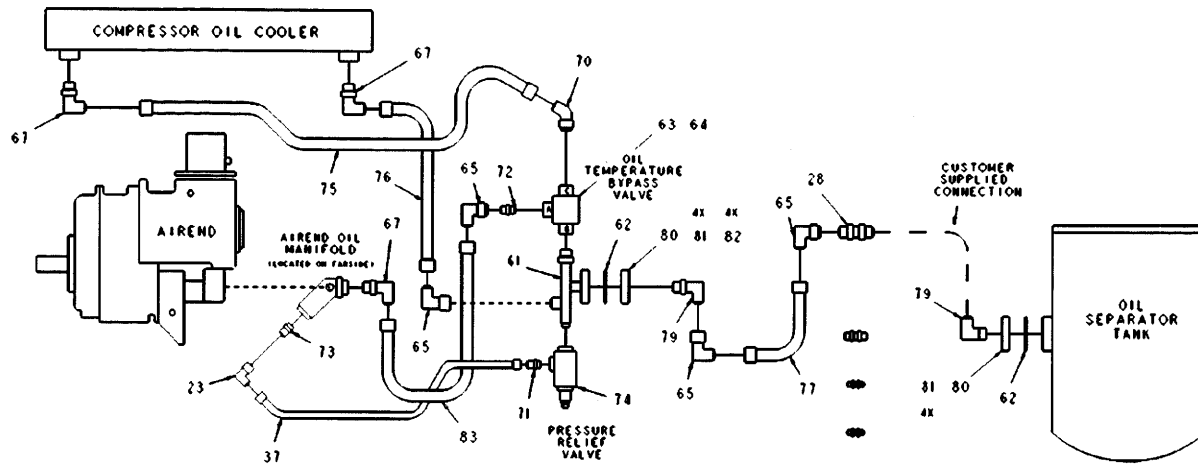 COMPRESSOR OIL COOLER
67
70
67
63 64
OIL
TEMPERATURE
BYPASS
VALVE
CUSTOMER
SUPPLIED
CONNECTION
75
76
65
72
28
65
4X 4X
62
80 81 82
AIREND
AIREND OIL
MANIFOLD
(LOCATED ON FARSIDE)
67
61
79
OIL
SEPARATOR
TANK
65
79
73
23
71
74
65
77
81 80
4X
62
37
83
PRESSURE
RELIEF
VALVE